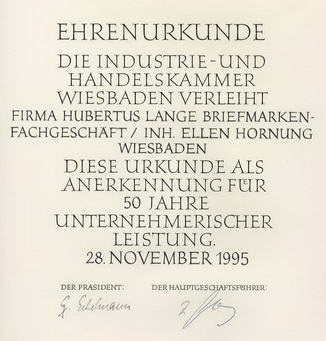 EHRENURKUNDE
DIE INDUSTRIE-UND
HANDELSKAMMER
WIESBADEN VERLEIHT
FIRMA HUBERTUS LANGE BRIEFMARKEN-
FACHGESCHÄFT / INH. ELLEN HORNUNG
WIESBADEN
DIESE URKUNDE ALS
ANERKENNUNG FÜR
50 JAHRE
UNTERNEHMERISCHER
LEISTUNG.
28. NOVEMBER 1995
DER PRÄSIDENT: DER HAUPTGESCHÄFTSFÜHRER: